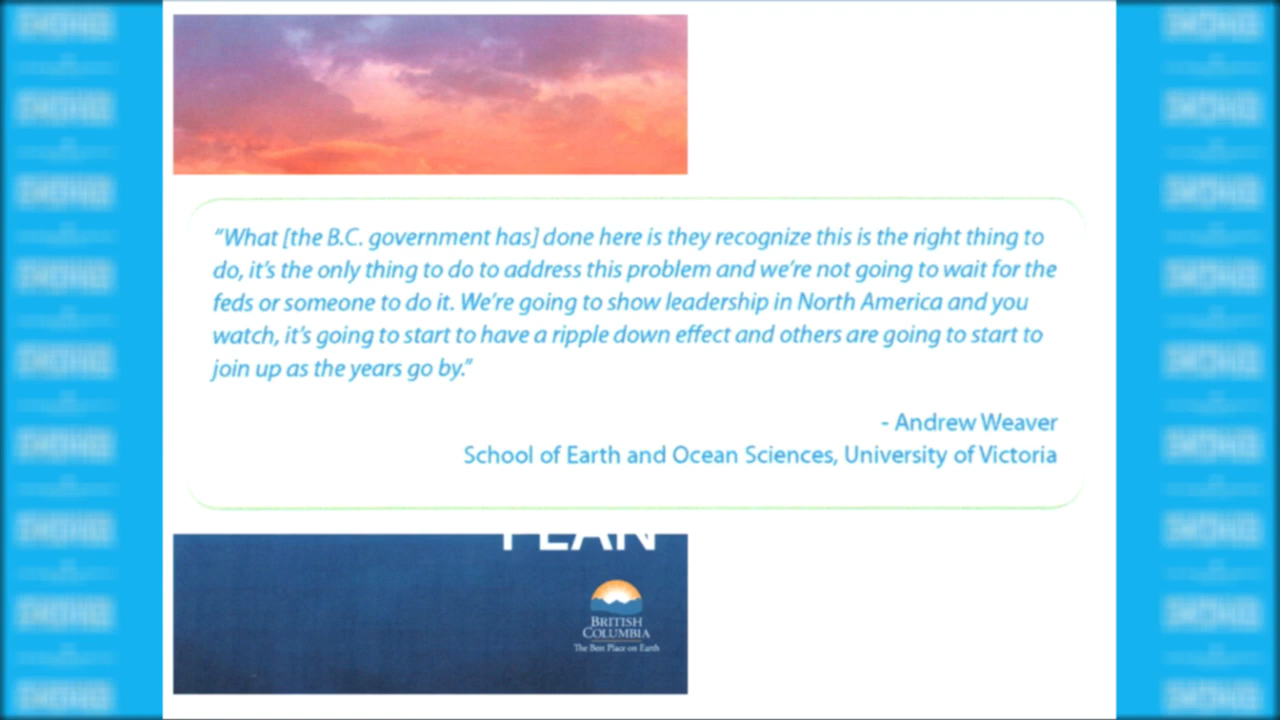 “What [the B.C. government has] done here is they recognize this is the right thing to
do, it’s the only thing to do to address this problem and we’re not going to wait for the
feds or someone to do it. We’re going to show leadership in North America and you
watch, it’s going to start to have a ripple down effect and others are going to start to
join up as the years go by.”
- Andrew Weaver
School of Earth and Ocean Sciences, University of Victoria
PLAN
BRITISH
COLUMBIA
The Best Place on Earth